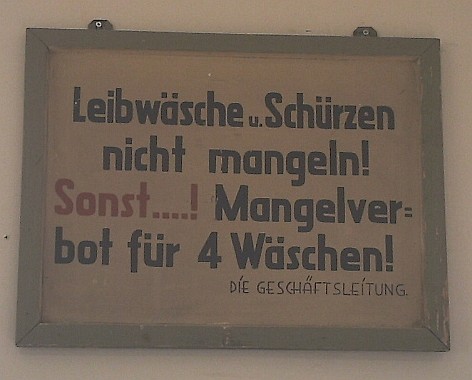 Leibwäsche u. Schürzen
nicht mangeln!
Sonst....! Mangelver=
bot für 4 Wäschen!
DIE GESCHÄFTSLEITUNG.